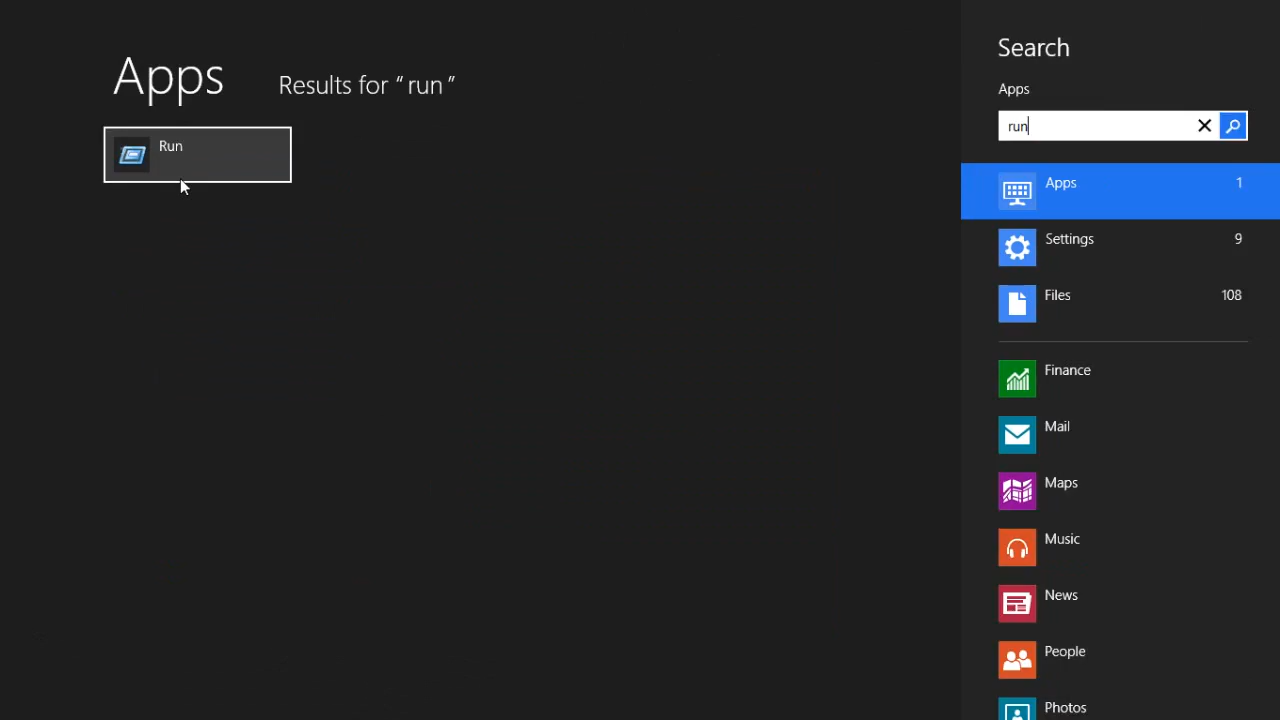 Apps
Results for “run”
Run
Search
Apps
run
Apps 1
Settings 9
Files 108
Finance
Mail
Maps
Music
News
People
Photos